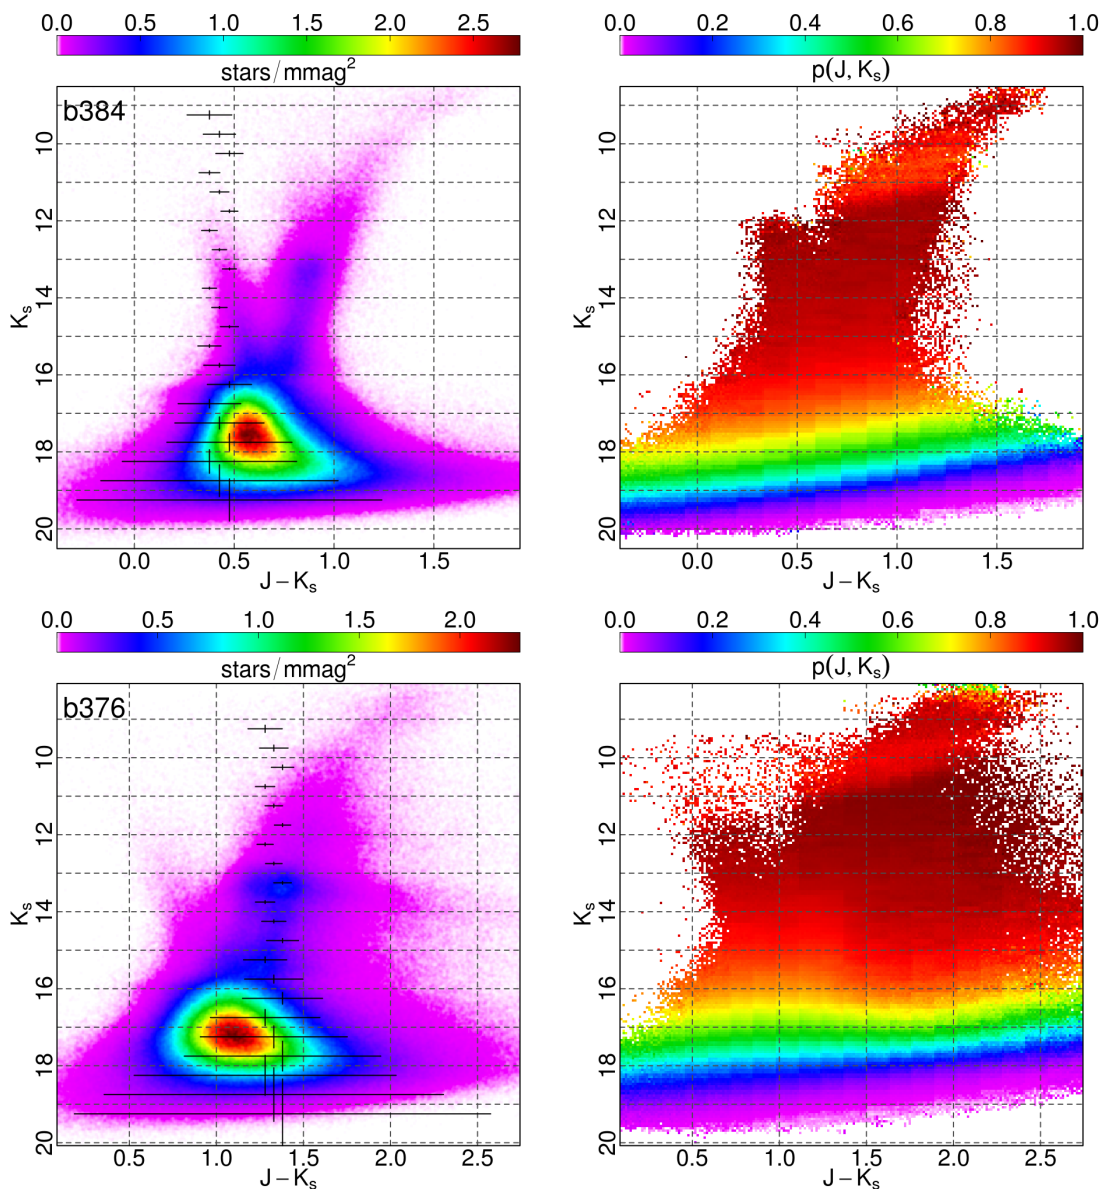 0.0 0.5 1.0 1.5 2.0 2.5
stars/mmag²
b384
10
12
14
16
18
20
Kₛ
0.0 0.5 1.0 1.5
J−Kₛ
0.0 0.2 0.4 0.6 0.8 1.0
p(J, Kₛ)
10
12
14
16
18
20
Kₛ
0.0 0.5 1.0 1.5
J−Kₛ
0.0 0.5 1.0 1.5 2.0
stars/mmag²
b376
10
12
14
16
18
20
Kₛ
0.5 1.0 1.5 2.0 2.5
J−Kₛ
0.0 0.2 0.4 0.6 0.8 1.0
p(J, Kₛ)
10
12
14
16
18
20
Kₛ
0.5 1.0 1.5 2.0 2.5
J−Kₛ